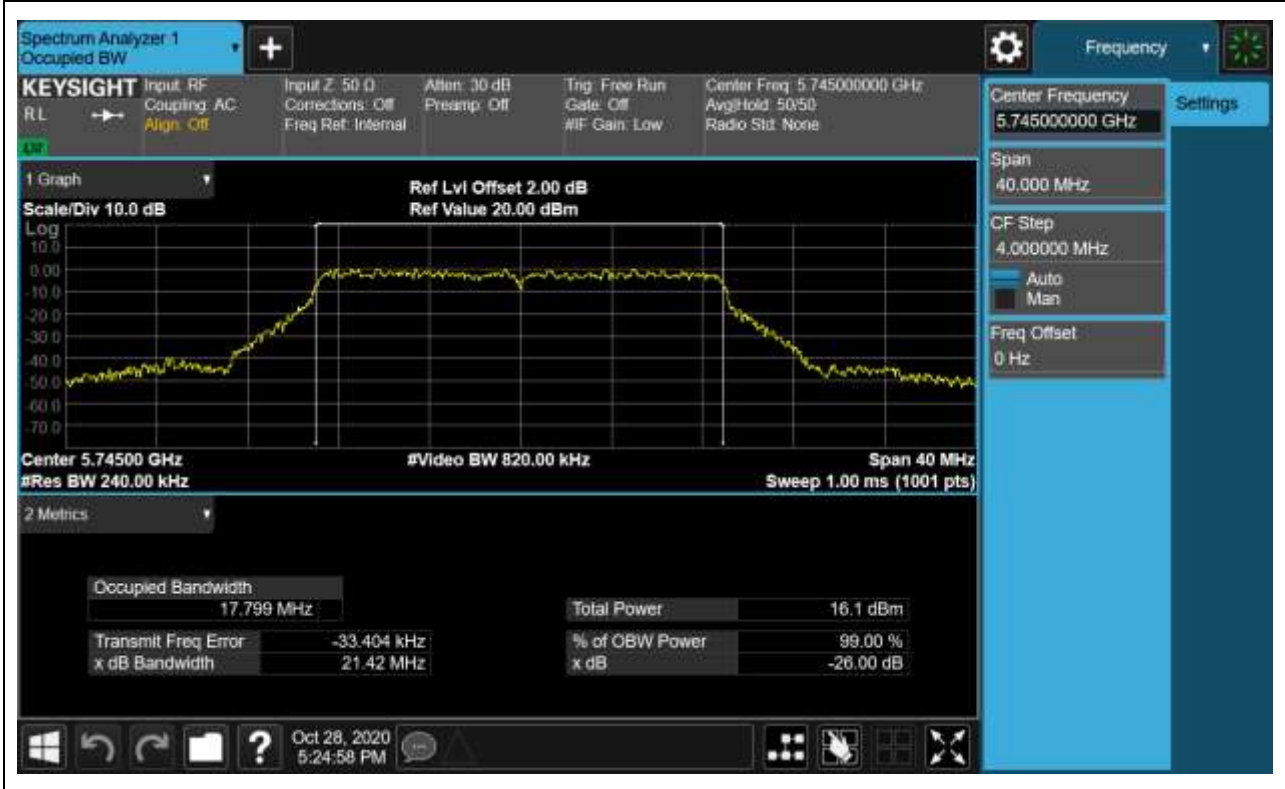 Spectrum Analyzer 1
Occupied BW
Frequency
KEYSIGHT
RL
Input: RF
Coupling: AC
Align: Off
Input Z: 50 Ω
Corrections: Off
Freq Ref: Internal
Atten: 30 dB
Preamp: Off
Trig: Free Run
Gate: Off
#IF Gain: Low
Center Freq: 5.745000000 GHz
Avg|Hold: 50/50
Radio Std: None
Center Frequency
5.745000000 GHz
Settings
Span
40.000 MHz
CF Step
4.000000 MHz
Auto
Man
Freq Offset
0 Hz
1 Graph
Scale/Div 10.0 dB
Ref Lvl Offset 2.00 dB
Ref Value 20.00 dBm
Log
10.0
0.00
-10.0
-20.0
-30.0
-40.0
-50.0
-60.0
-70.0
Center 5.74500 GHz
#Video BW 820.00 kHz
Span 40 MHz
#Res BW 240.00 kHz
Sweep 1.00 ms (1001 pts)
2 Metrics
Occupied Bandwidth
17.799 MHz
Total Power 16.1 dBm
Transmit Freq Error -33.404 kHz
% of OBW Power 99.00 %
x dB Bandwidth 21.42 MHz
x dB -26.00 dB
?
Oct 28, 2020
5:24:58 PM